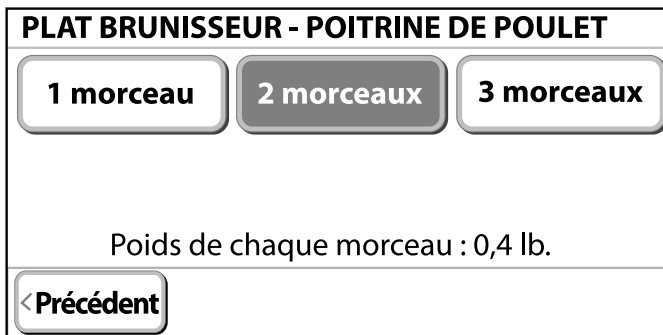 PLAT BRUNISSEUR - POITRINE DE POULET
1 morceau 2 morceaux 3 morceaux
Poids de chaque morceau : 0,4 lb.
<Précédent